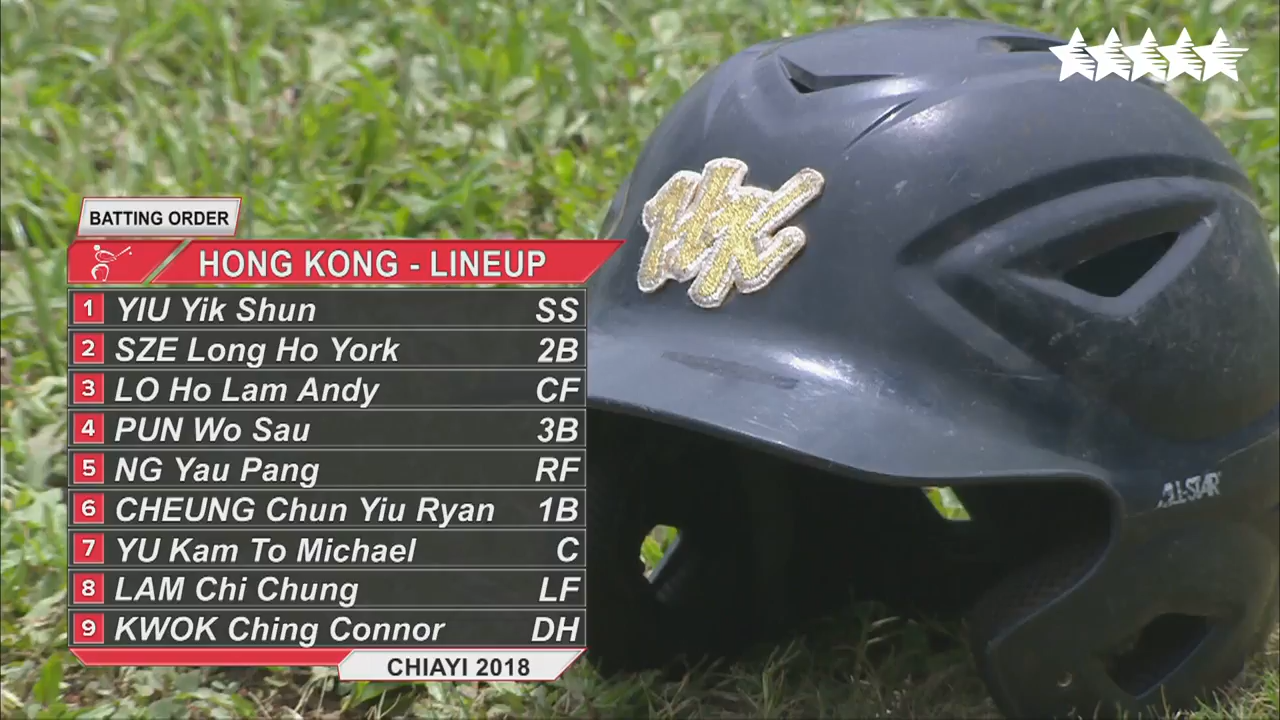 BATTING ORDER
HONG KONG - LINEUP
1 YIU Yik Shun SS
2 SZE Long Ho York 2B
3 LO Ho Lam Andy CF
4 PUN Wo Sau 3B
5 NG Yau Pang RF
6 CHEUNG Chun Yiu Ryan 1B
7 YU Kam To Michael C
8 LAM Chi Chung LF
9 KWOK Ching Connor DH
CHIAYI 2018
HK
ALL-STAR